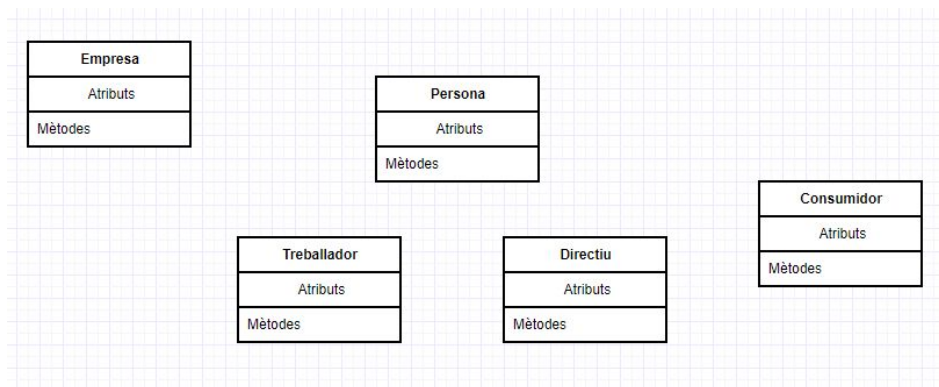 Empresa
Atributs
Mètodes
Persona
Atributs
Mètodes
Consumidor
Atributs
Mètodes
Treballador
Atributs
Mètodes
Directiu
Atributs
Mètodes